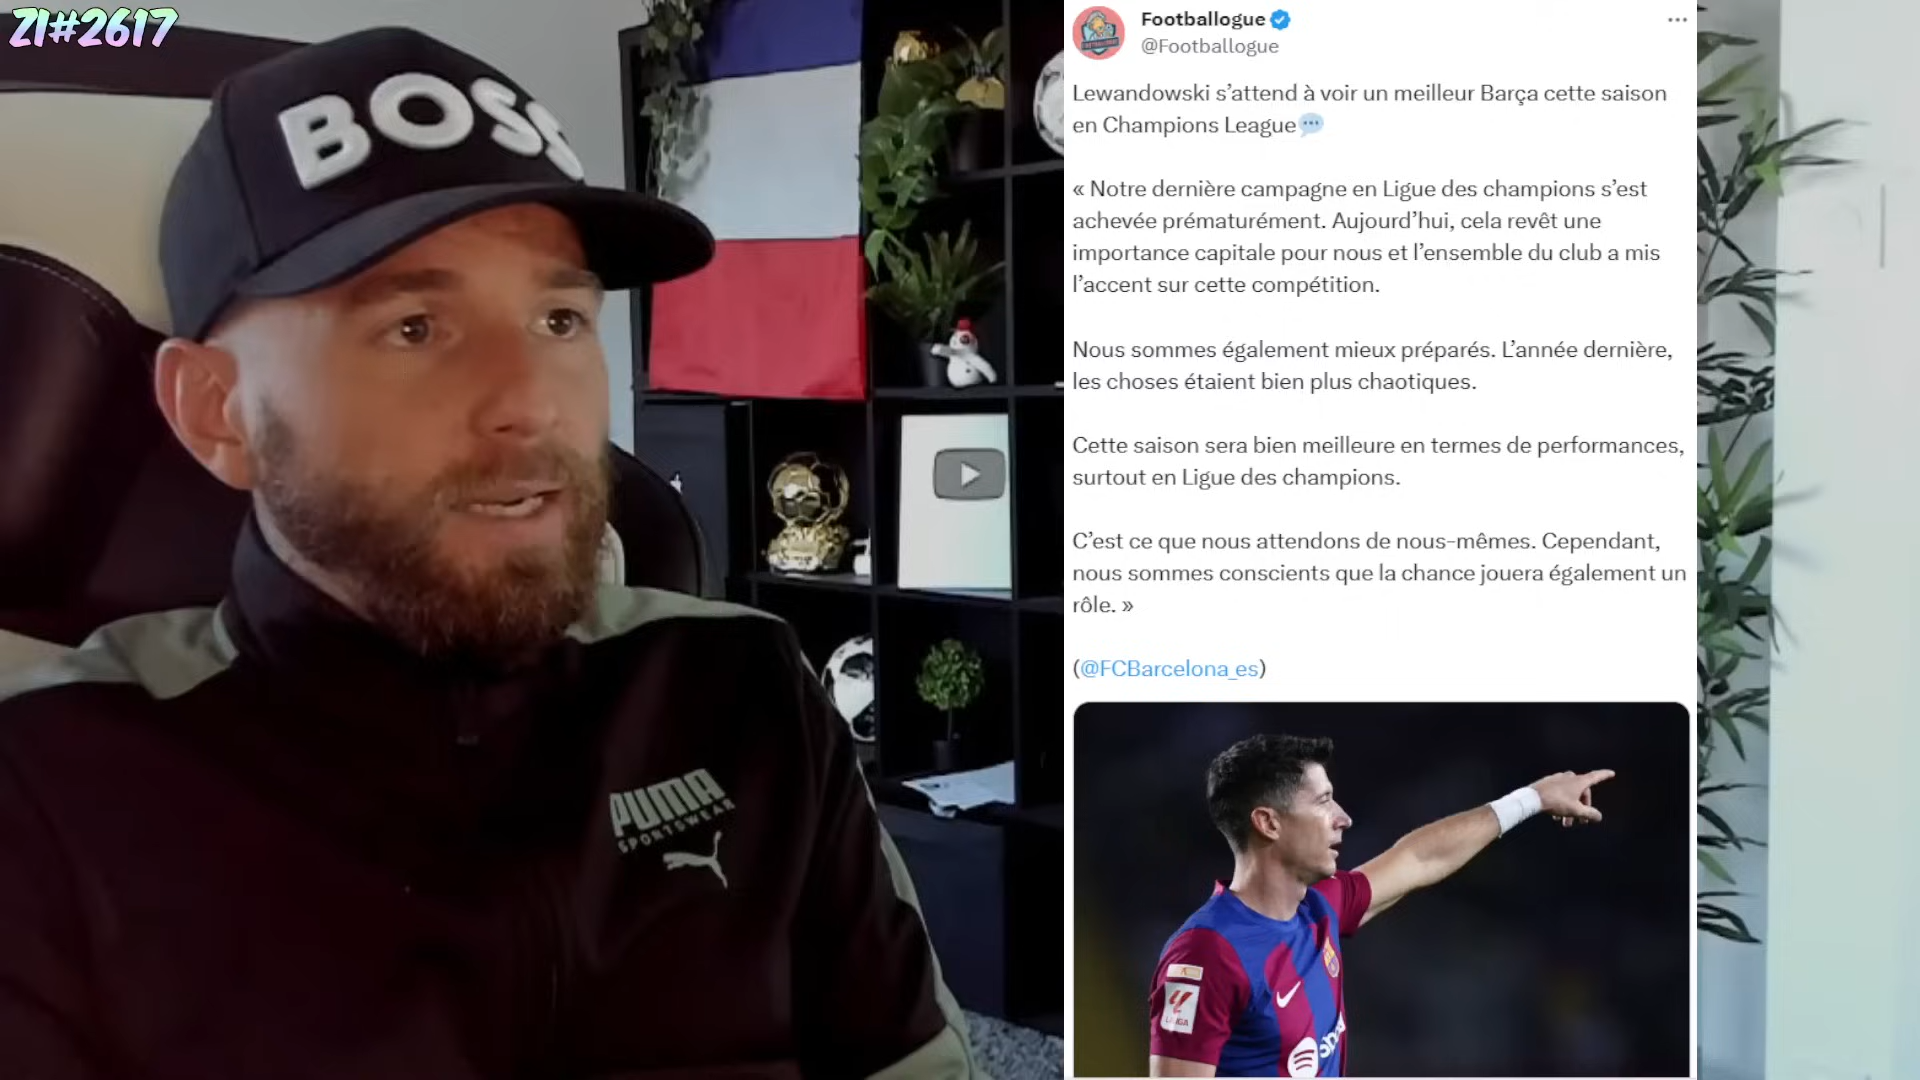 ZI#2617
BOSS
PUMA
SPORTSWEAR
Footballogue
@Footballogue
Lewandowski s’attend à voir un meilleur Barça cette saison
en Champions League
« Notre dernière campagne en Ligue des champions s’est
achevée prématurément. Aujourd’hui, cela revêt une
importance capitale pour nous et l’ensemble du club a mis
l’accent sur cette compétition.
Nous sommes également mieux préparés. L’année dernière,
les choses étaient bien plus chaotiques.
Cette saison sera bien meilleure en termes de performances,
surtout en Ligue des champions.
C’est ce que nous attendons de nous-mêmes. Cependant,
nous sommes conscients que la chance jouera également un
rôle. »
(@FCBarcelona_es)